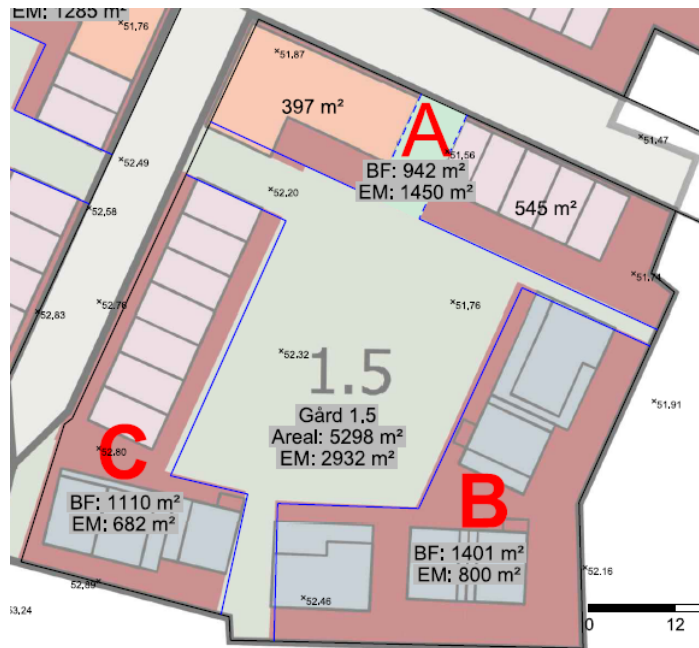 EM: 1285 m²
×51,76
×51,87
397 m²
A
×51,56
×51,47
×52,49
BF: 942 m²
EM: 1450 m²
×52,20
×52,58
545 m²
×51,74
×52,76
×51,76
×52,83
×52,32
1.5
Gård 1,5
Areal: 5298 m²
EM: 2932 m²
×51,91
C
×52,80
BF: 1110 m²
EM: 682 m²
B
BF: 1401 m²
EM: 800 m²
×52,16
52,89×
×52,46
53,24
0
12